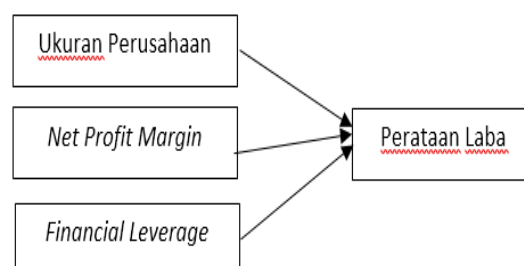 Ukuran Perusahaan
Net Profit Margin
Perataan Laba
Financial Leverage